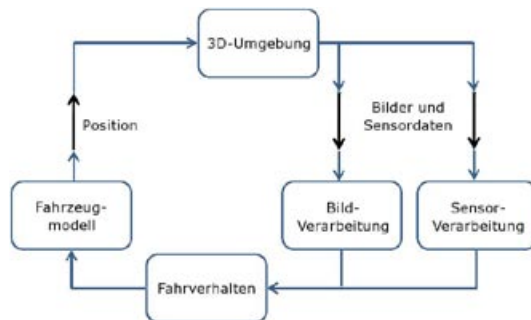 3D-Umgebung
Position
Bilder und
Sensordaten
Fahrzeug-
modell
Bild-
Verarbeitung
Sensor-
Verarbeitung
Fahrverhalten